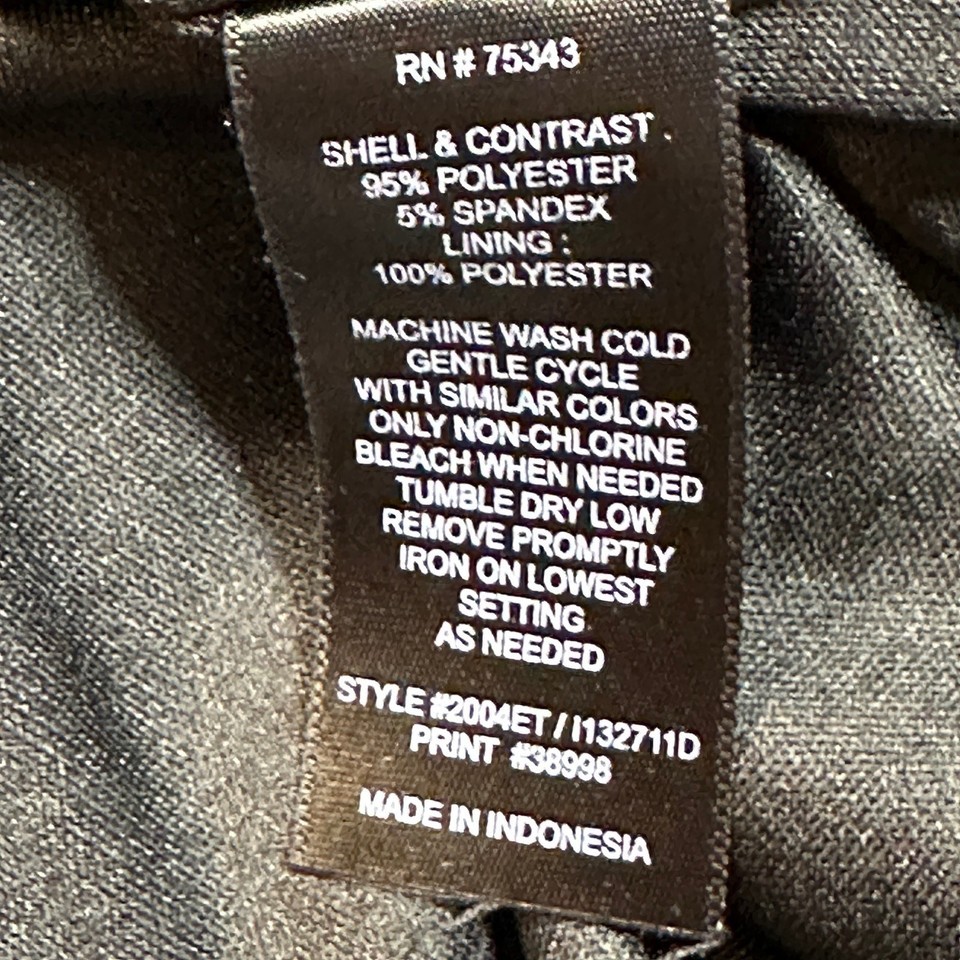 RN # 75343
SHELL & CONTRAST :
95% POLYESTER
5% SPANDEX
LINING :
100% POLYESTER
MACHINE WASH COLD
GENTLE CYCLE
WITH SIMILAR COLORS
ONLY NON-CHLORINE
BLEACH WHEN NEEDED
TUMBLE DRY LOW
REMOVE PROMPTLY
IRON ON LOWEST
SETTING
AS NEEDED
STYLE #2004ET / I132711D
PRINT #38998
MADE IN INDONESIA